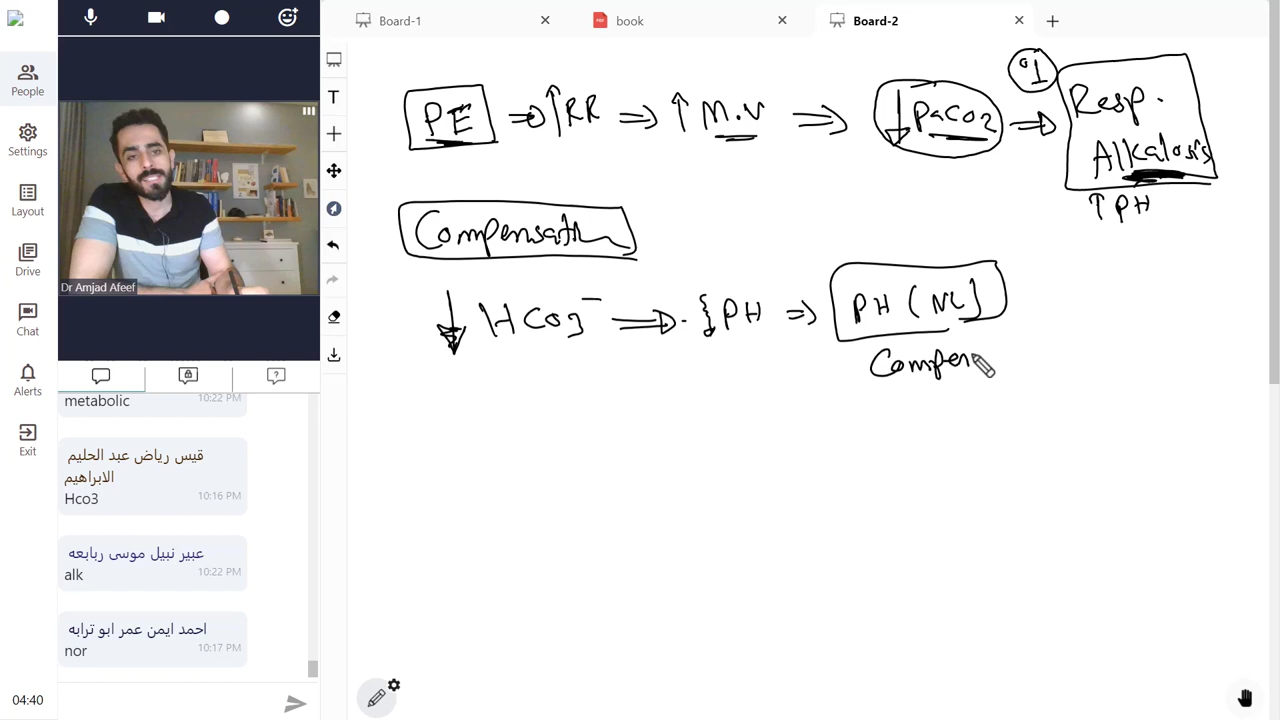 Board-1
book
Board-2
People
Settings
Layout
Drive
Chat
Alerts
Exit
04:40
Dr Amjad Afeef
metabolic
10:22 PM
قيس رياض عبد الحليم
الابراهيم
Hco3
10:16 PM
عبير نبيل موسى ربابعه
alk
10:22 PM
احمد ايمن عمر ابو ترابه
nor
10:17 PM
T
PE ⇒ ↑RR ⇒ ↑ M.V ⇒ ↓ PaCO2 ⇒ Resp.
Alkalosis
↑ PH
↓ HCO3⁻ ⇒ PH ⇒ PH (NL)
Compen